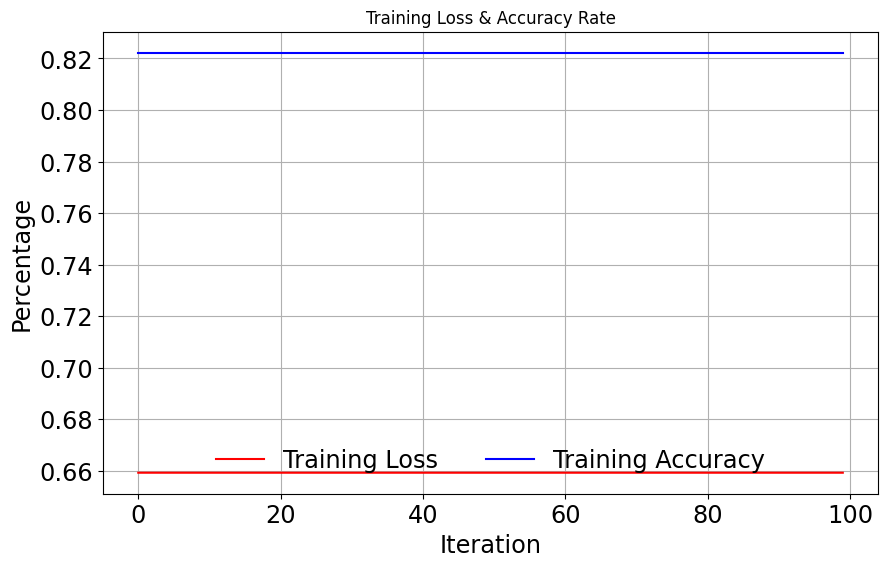 Training Loss & Accuracy Rate
Percentage
0.82
0.80
0.78
0.76
0.74
0.72
0.70
0.68
0.66
Training Loss Training Accuracy
0 20 40 60 80 100
Iteration